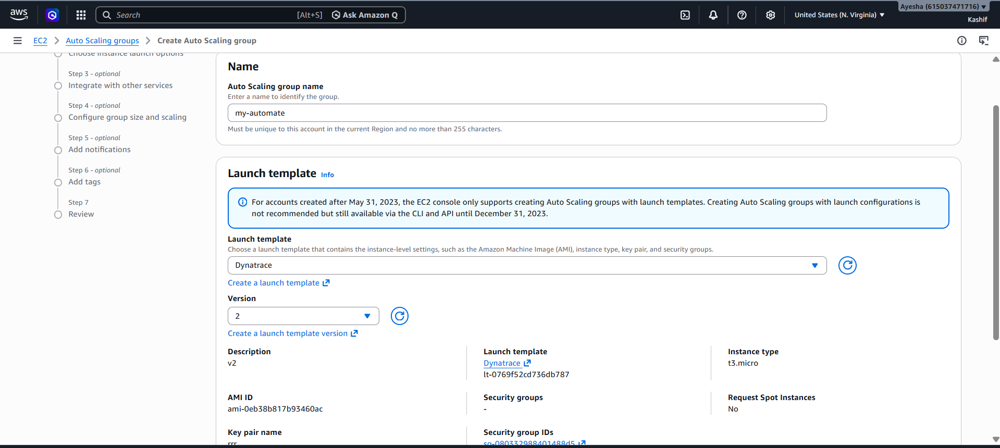 aws
Search [Alt+S] Ask Amazon Q
United States (N. Virginia)
Ayesha (615037471716)
Kashif
EC2 Auto Scaling groups Create Auto Scaling group
Choose instance launch options
Step 3 - optional
Integrate with other services
Step 4 - optional
Configure group size and scaling
Step 5 - optional
Add notifications
Step 6 - optional
Add tags
Step 7
Review
Name
Auto Scaling group name
Enter a name to identify the group.
my-automate
Must be unique to this account in the current Region and no more than 255 characters.
Launch template Info
For accounts created after May 31, 2023, the EC2 console only supports creating Auto Scaling groups with launch templates. Creating Auto Scaling groups with launch configurations is
not recommended but still available via the CLI and API until December 31, 2023.
Launch template
Choose a launch template that contains the instance-level settings, such as the Amazon Machine Image (AMI), instance type, key pair, and security groups.
Dynatrace
Create a launch template
Version
2
Create a launch template version
Description
v2
Launch template
Dynatrace
lt-0769f52cd736db787
Instance type
t3.micro
AMI ID
ami-0eb38b817b93460ac
Security groups
-
Request Spot Instances
No
Key pair name
rrr
Security group IDs
sg-080332988401488d5